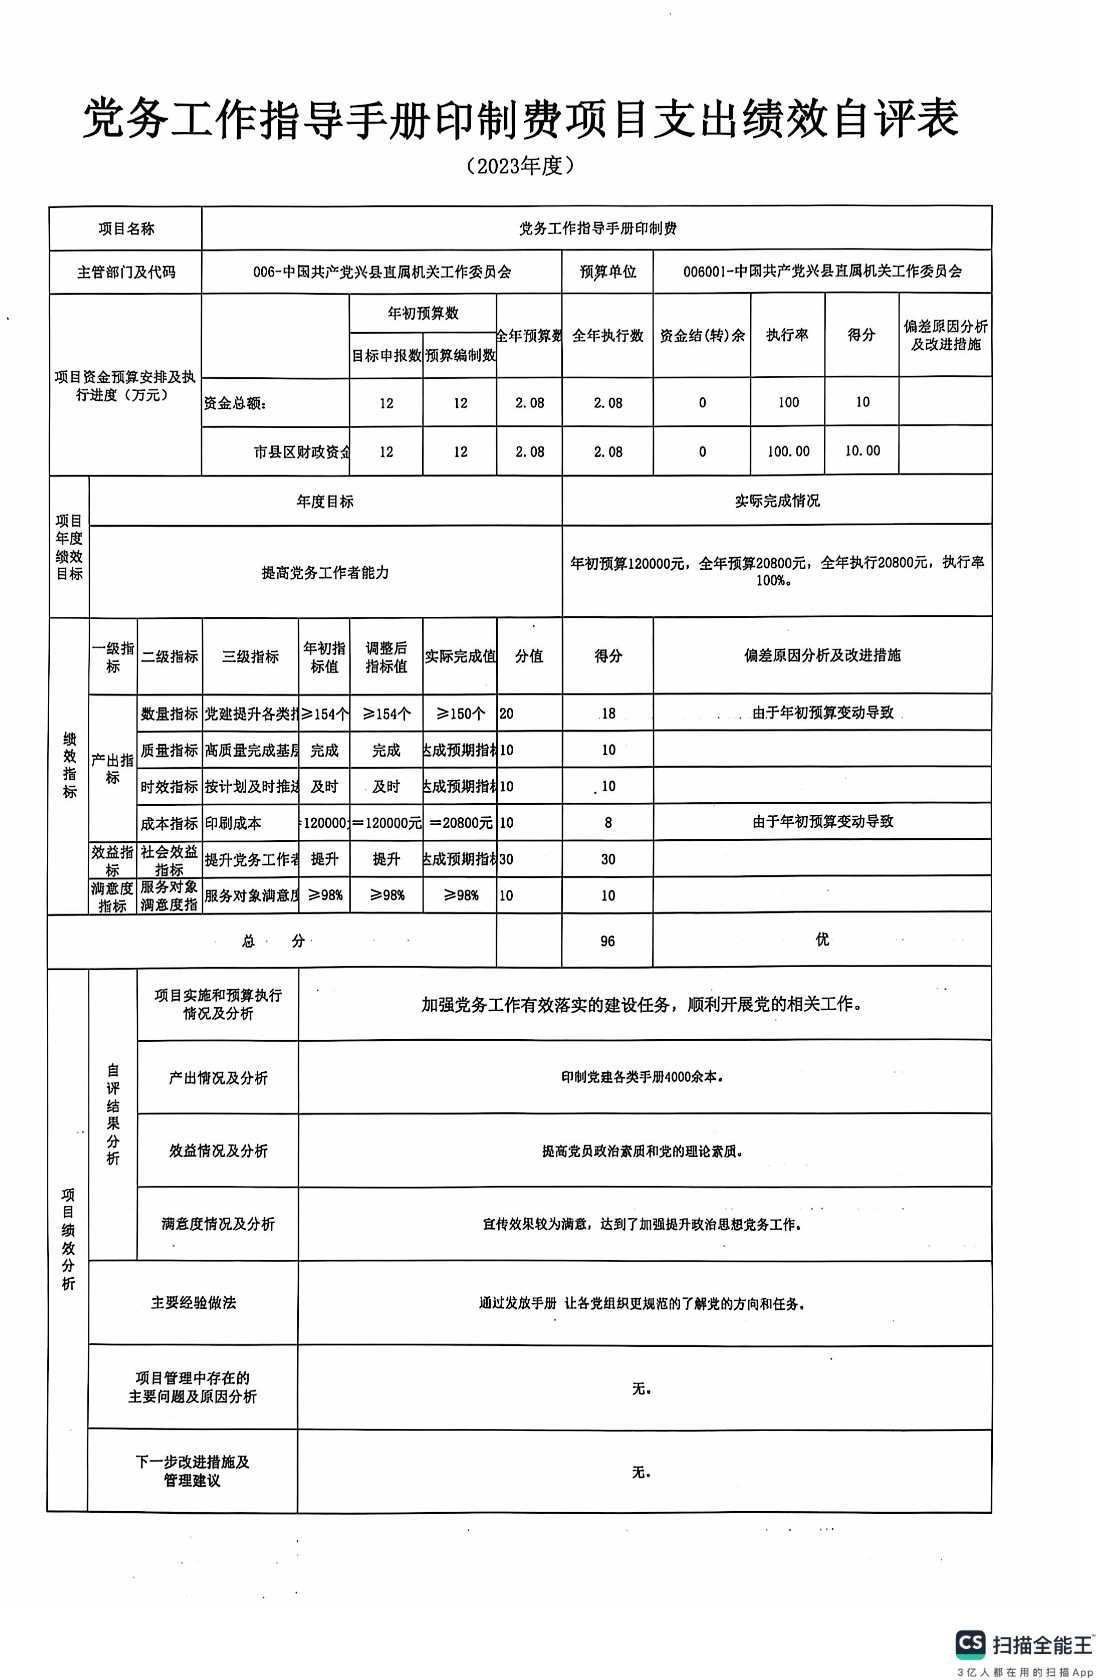 党务工作指导手册印制费项目支出绩效自评表
（2023年度）
项目名称 党务工作指导手册印制费
主管部门及代码 006-中国共产党兴县直属机关工作委员会 预算单位 006001-中国共产党兴县直属机关工作委员会
项目资金预算安排及执
行进度（万元）
年初预算数 全年预算数 全年执行数 资金结(转)余 执行率 得分 偏差原因分析
及改进措施
目标申报数 预算编制数
资金总额： 12 12 2.08 2.08 0 100 10
市县区财政资金 12 12 2.08 2.08 0 100.00 10.00
项目
年度
绩效
目标
年度目标 实际完成情况
提高党务工作者能力 年初预算120000元，全年预算20800元，全年执行20800元，执行率
100%。
绩
效
指
标
一级指
标 二级指标 三级指标 年初指
标值 调整后
指标值 实际完成值 分值 得分 偏差原因分析及改进措施
产出指
标
数量指标 党建提升各类 ≥154个 ≥154个 ≥150个 20 18 由于年初预算变动导致
质量指标 高质量完成基层 完成 完成 达成预期指标 10 10
时效指标 按计划及时推进 及时 及时 达成预期指标 10 10
成本指标 印刷成本 =120000 ＝120000元 ＝20800元 10 8 由于年初预算变动导致
效益指
标 社会效益
指标 提升党务工作者 提升 提升 达成预期指标 30 30
满意度
指标 服务对象
满意度指 服务对象满意度 ≥98% ≥98% ≥98% 10 10
总 分 96 优
项
目
绩
效
分
析
自
评
结
果
分
析
项目实施和预算执行
情况及分析 加强党务工作有效落实的建设任务，顺利开展党的相关工作。
产出情况及分析 印制党建各类手册4000余本。
效益情况及分析 提高党员政治素质和党的理论素质。
满意度情况及分析 宣传效果较为满意，达到了加强提升政治思想党务工作。
主要经验做法 通过发放手册 让各党组织更规范的了解党的方向和任务。
项目管理中存在的
主要问题及原因分析 无。
下一步改进措施及
管理建议 无。
CS 扫描全能王™
3亿人都在用的扫描App